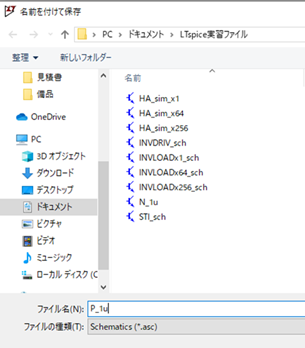 名前を付けて保存
PC > ドキュメント > LTspice実習ファイル
整理 新しいフォルダー
名前
見積書
備品
OneDrive
PC
3D オブジェクト
ダウンロード
デスクトップ
ドキュメント
ピクチャ
ビデオ
ミュージック
ローカル ディスク (C
HA_sim_x1
HA_sim_x64
HA_sim_x256
INVDRIV_sch
INVLOADx1_sch
INVLOADx64_sch
INVLOADx256_sch
N_1u
STI_sch
ファイル名(N): P_1u
ファイルの種類(T): Schematics (*.asc)